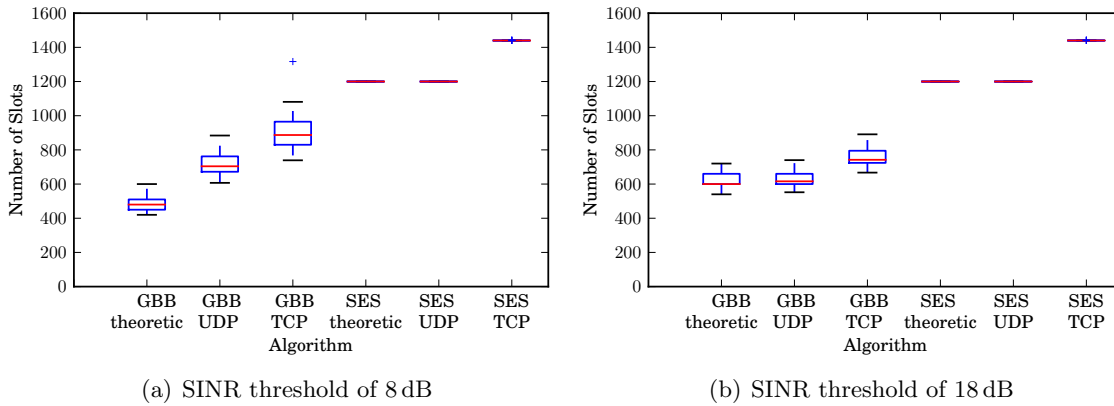 1600
1400
1200
1000
800
600
400
200
0
Number of Slots
GBB theoretic
GBB UDP
GBB TCP
SES theoretic
SES UDP
SES TCP
Algorithm
(a) SINR threshold of 8 dB
1600
1400
1200
1000
800
600
400
200
0
Number of Slots
GBB theoretic
GBB UDP
GBB TCP
SES theoretic
SES UDP
SES TCP
Algorithm
(b) SINR threshold of 18 dB